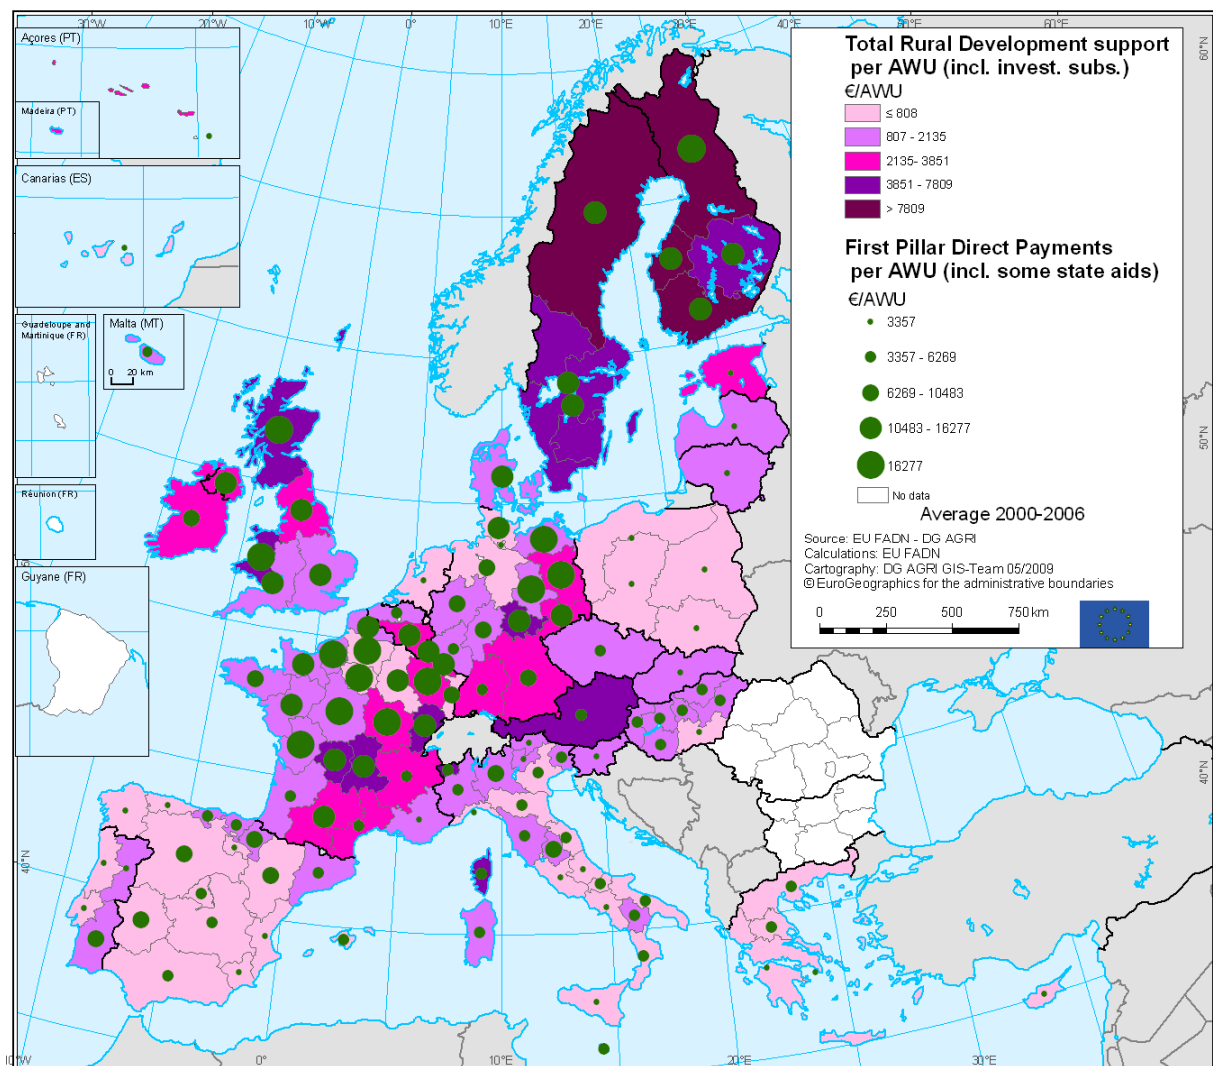 30°W
20°W
10°W
0°
10°E
20°E
30°E
40°E
50°E
60°E
Açores (PT)
Madeira (PT)
Canarias (ES)
Guadeloupe and
Martinique (FR)
Malta (MT)
0 20 km
Réunion (FR)
Guyane (FR)
Total Rural Development support
per AWU (incl. invest. subs.)
€/AWU
≤ 808
807 - 2135
2135- 3851
3851 - 7809
> 7809
First Pillar Direct Payments
per AWU (incl. some state aids)
€/AWU
3357
3357 - 6269
6269 - 10483
10483 - 16277
16277
No data
Average 2000-2006
Source: EU FADN - DG AGRI
Calculations: EU FADN
Cartography: DG AGRI GIS-Team 05/2009
© EuroGeographics for the administrative boundaries
0 250 500 750 km
60°N
50°N
40°N
40°N
10°W
0°
10°E
20°E
30°E